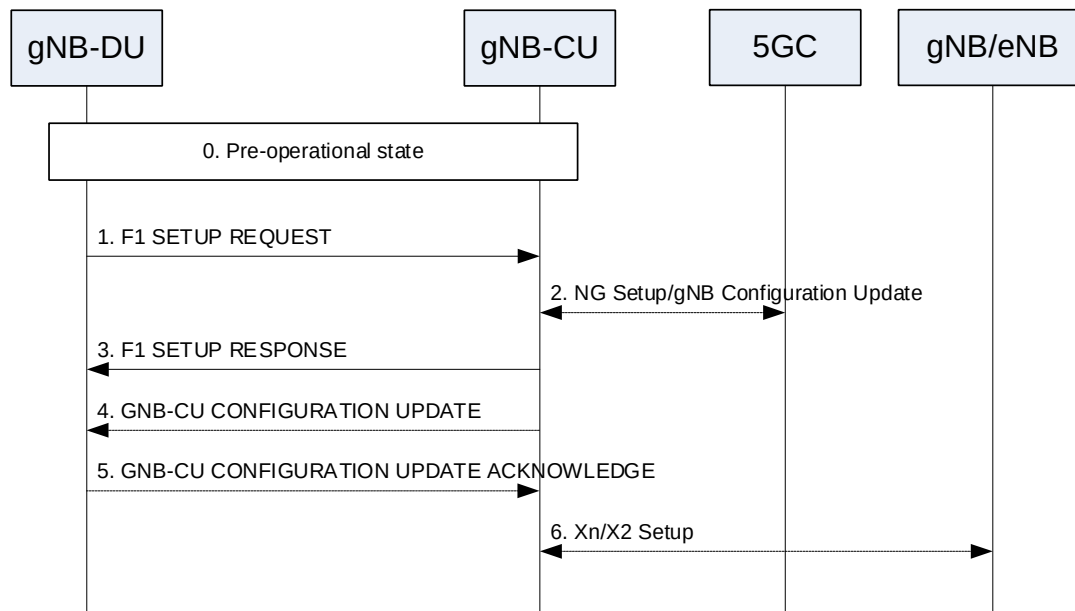 gNB-DU
gNB-CU
5GC
gNB/eNB
0. Pre-operational state
1. F1 SETUP REQUEST
2. NG Setup/gNB Configuration Update
3. F1 SETUP RESPONSE
4. GNB-CU CONFIGURATION UPDATE
5. GNB-CU CONFIGURATION UPDATE ACKNOWLEDGE
6. Xn/X2 Setup